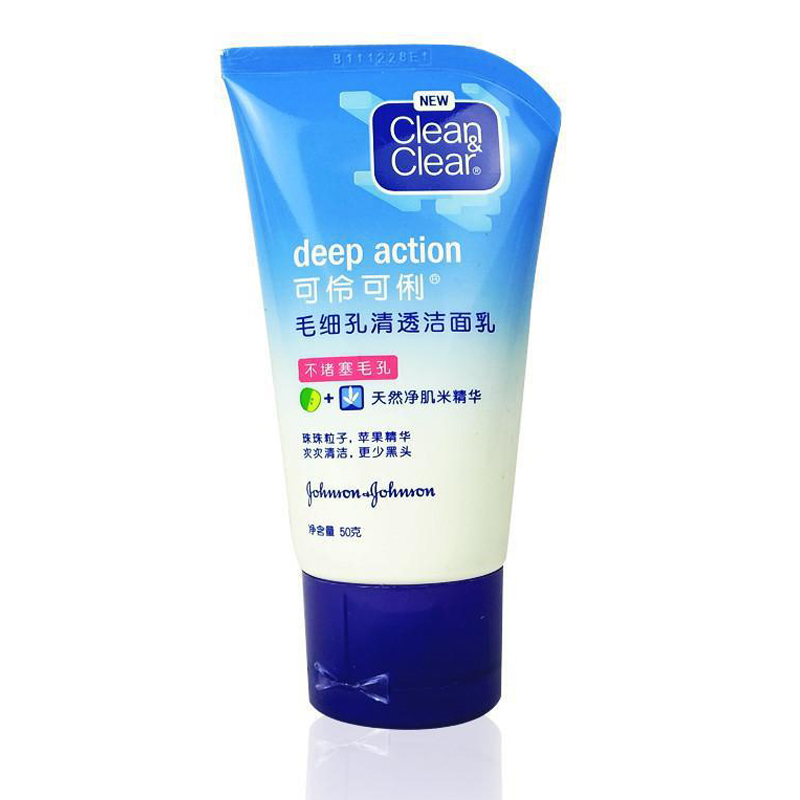 B111228E1
NEW
Clean
&
Clear®
deep action
可伶可俐®
毛细孔清透洁面乳
不堵塞毛孔
+ 天然净肌米精华
珠珠粒子，苹果精华
次次清洁，更少黑头
Johnson & Johnson
净含量 50克